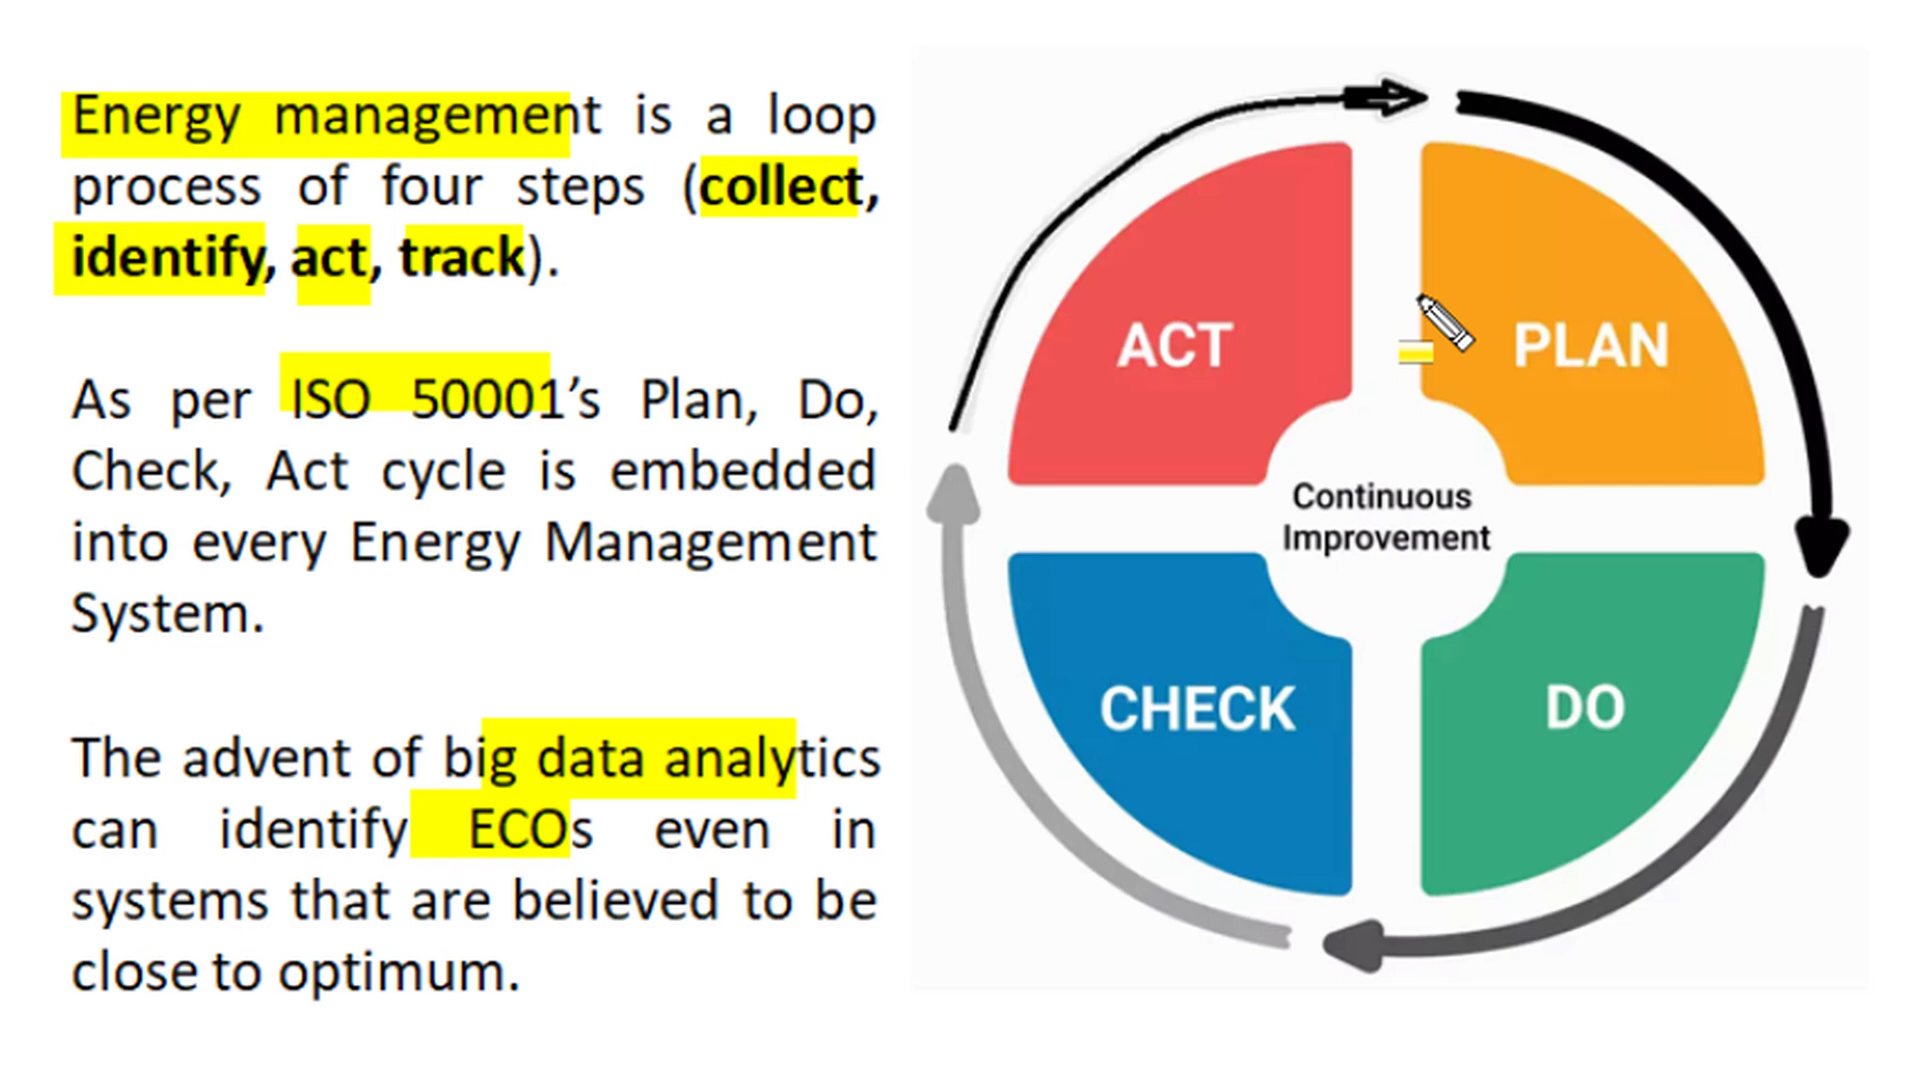 Energy management is a loop
process of four steps (collect,
identify, act, track).
As per ISO 50001’s Plan, Do,
Check, Act cycle is embedded
into every Energy Management
System.
The advent of big data analytics
can identify ECOs even in
systems that are believed to be
close to optimum.
ACT
PLAN
Continuous
Improvement
CHECK
DO